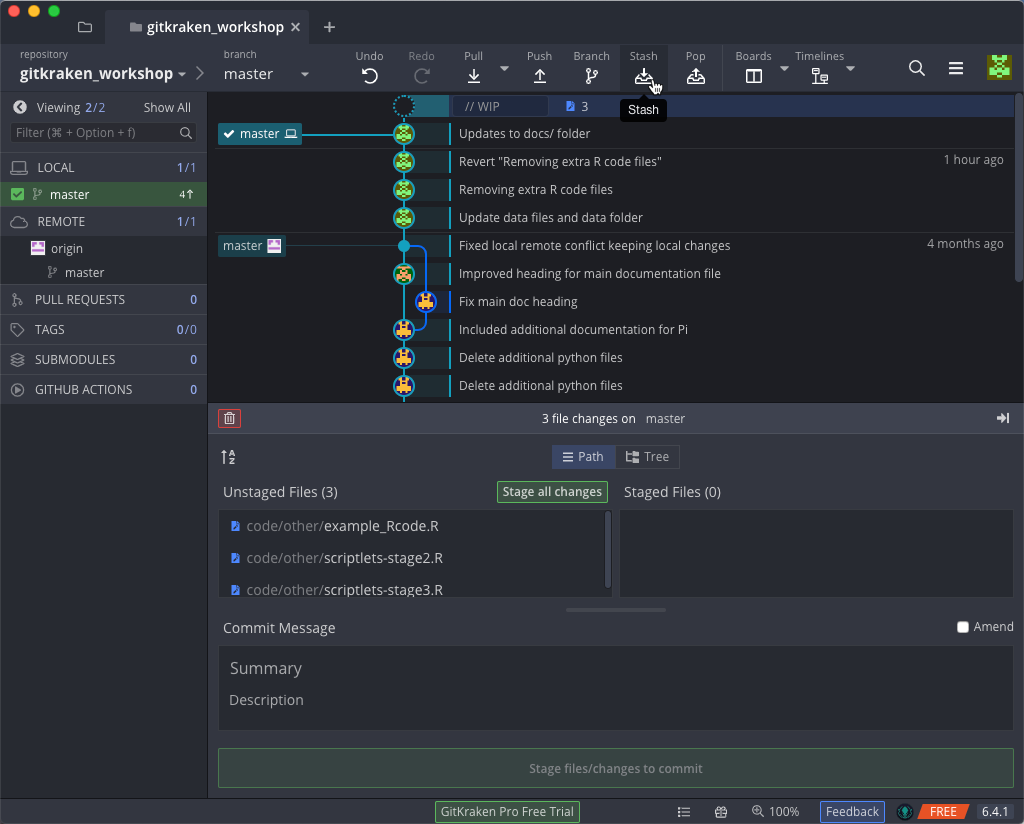 gitkraken_workshop
repository
gitkraken_workshop
branch
master
Undo
Redo
Pull
Push
Branch
Stash
Pop
Boards
Timelines
Stash
Viewing 2/2
Show All
Filter (⌘ + Option + f)
LOCAL 1/1
master 4↑
REMOTE 1/1
origin
master
PULL REQUESTS 0
TAGS 0/0
SUBMODULES 0
GITHUB ACTIONS 0
// WIP 3
master
Updates to docs/ folder
Revert "Removing extra R code files"
1 hour ago
Removing extra R code files
Update data files and data folder
master
Fixed local remote conflict keeping local changes
4 months ago
Improved heading for main documentation file
Fix main doc heading
Included additional documentation for Pi
Delete additional python files
Delete additional python files
3 file changes on master
A
Z
Path
Tree
Unstaged Files (3)
Stage all changes
Staged Files (0)
code/other/example_Rcode.R
code/other/scriptlets-stage2.R
code/other/scriptlets-stage3.R
Commit Message
Amend
Summary
Description
Stage files/changes to commit
GitKraken Pro Free Trial
100%
Feedback
FREE
6.4.1